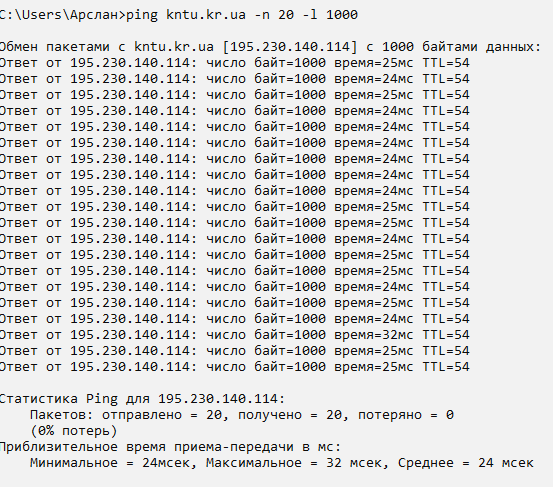 C:\Users\Арслан>ping kntu.kr.ua -n 20 -l 1000
Обмен пакетами с kntu.kr.ua [195.230.140.114] с 1000 байтами данных:
Ответ от 195.230.140.114: число байт=1000 время=25мс TTL=54
Ответ от 195.230.140.114: число байт=1000 время=24мс TTL=54
Ответ от 195.230.140.114: число байт=1000 время=25мс TTL=54
Ответ от 195.230.140.114: число байт=1000 время=24мс TTL=54
Ответ от 195.230.140.114: число байт=1000 время=24мс TTL=54
Ответ от 195.230.140.114: число байт=1000 время=24мс TTL=54
Ответ от 195.230.140.114: число байт=1000 время=24мс TTL=54
Ответ от 195.230.140.114: число байт=1000 время=24мс TTL=54
Ответ от 195.230.140.114: число байт=1000 время=24мс TTL=54
Ответ от 195.230.140.114: число байт=1000 время=25мс TTL=54
Ответ от 195.230.140.114: число байт=1000 время=25мс TTL=54
Ответ от 195.230.140.114: число байт=1000 время=24мс TTL=54
Ответ от 195.230.140.114: число байт=1000 время=25мс TTL=54
Ответ от 195.230.140.114: число байт=1000 время=25мс TTL=54
Ответ от 195.230.140.114: число байт=1000 время=24мс TTL=54
Ответ от 195.230.140.114: число байт=1000 время=25мс TTL=54
Ответ от 195.230.140.114: число байт=1000 время=24мс TTL=54
Ответ от 195.230.140.114: число байт=1000 время=32мс TTL=54
Ответ от 195.230.140.114: число байт=1000 время=25мс TTL=54
Ответ от 195.230.140.114: число байт=1000 время=25мс TTL=54
Статистика Ping для 195.230.140.114:
Пакетов: отправлено = 20, получено = 20, потеряно = 0
(0% потерь)
Приблизительное время приема-передачи в мс:
Минимальное = 24мсек, Максимальное = 32 мсек, Среднее = 24 мсек